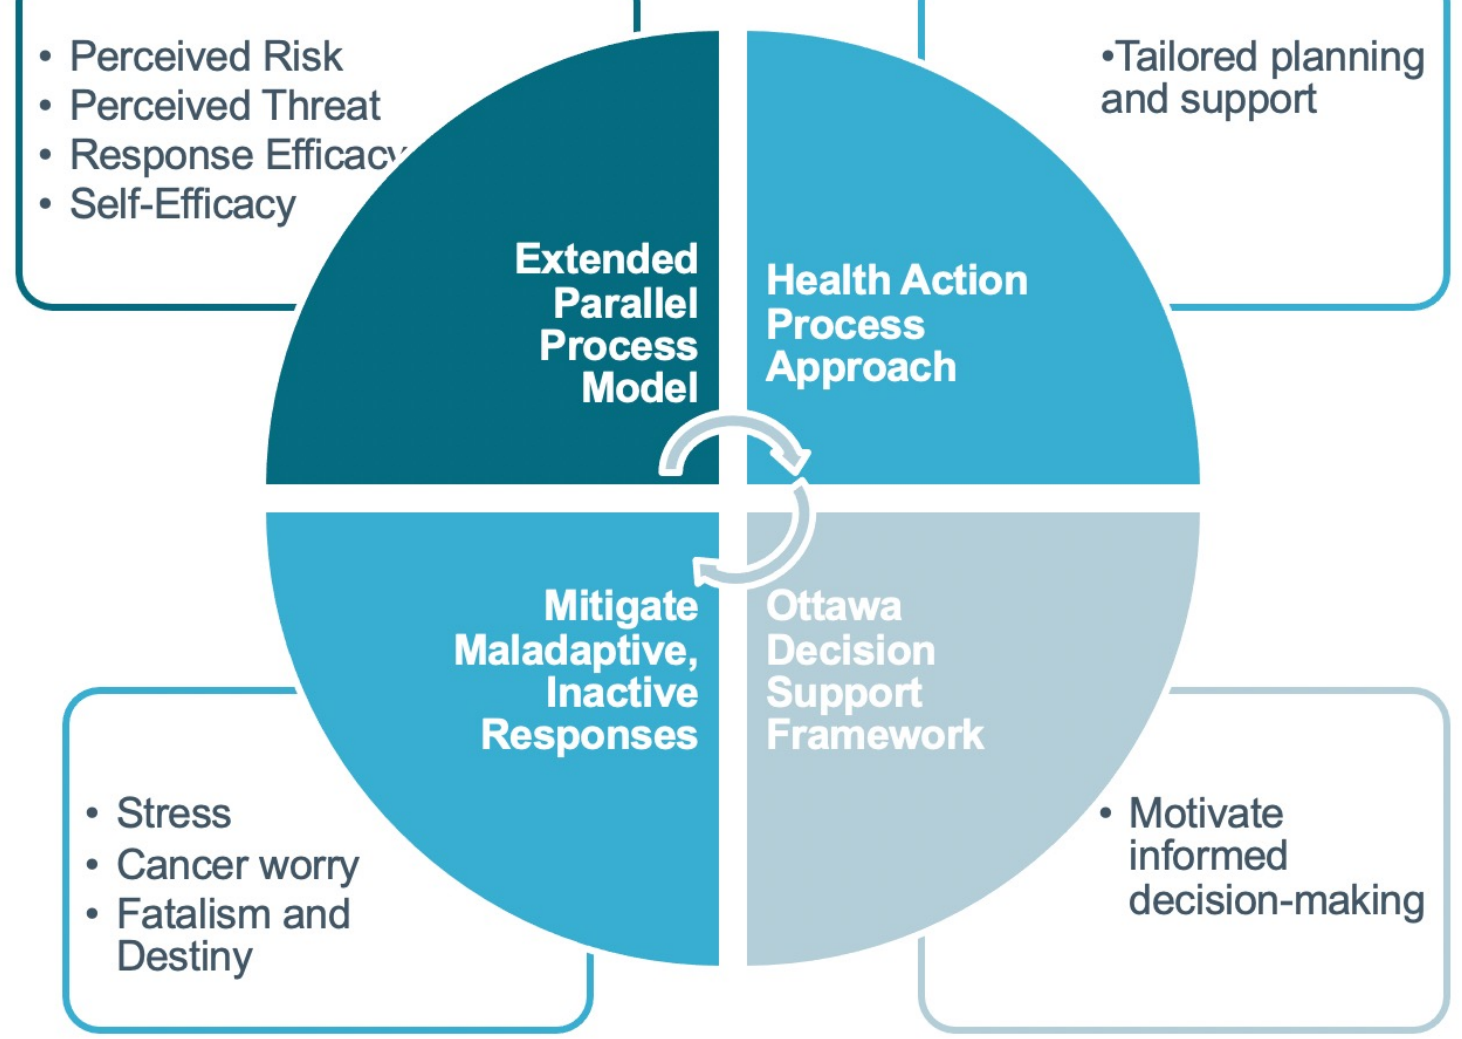 • Perceived Risk
• Perceived Threat
• Response Efficacy
• Self-Efficacy
•Tailored planning
and support
Extended
Parallel
Process
Model
Health Action
Process
Approach
Mitigate
Maladaptive,
Inactive
Responses
Ottawa
Decision
Support
Framework
• Stress
• Cancer worry
• Fatalism and
Destiny
• Motivate
informed
decision-making